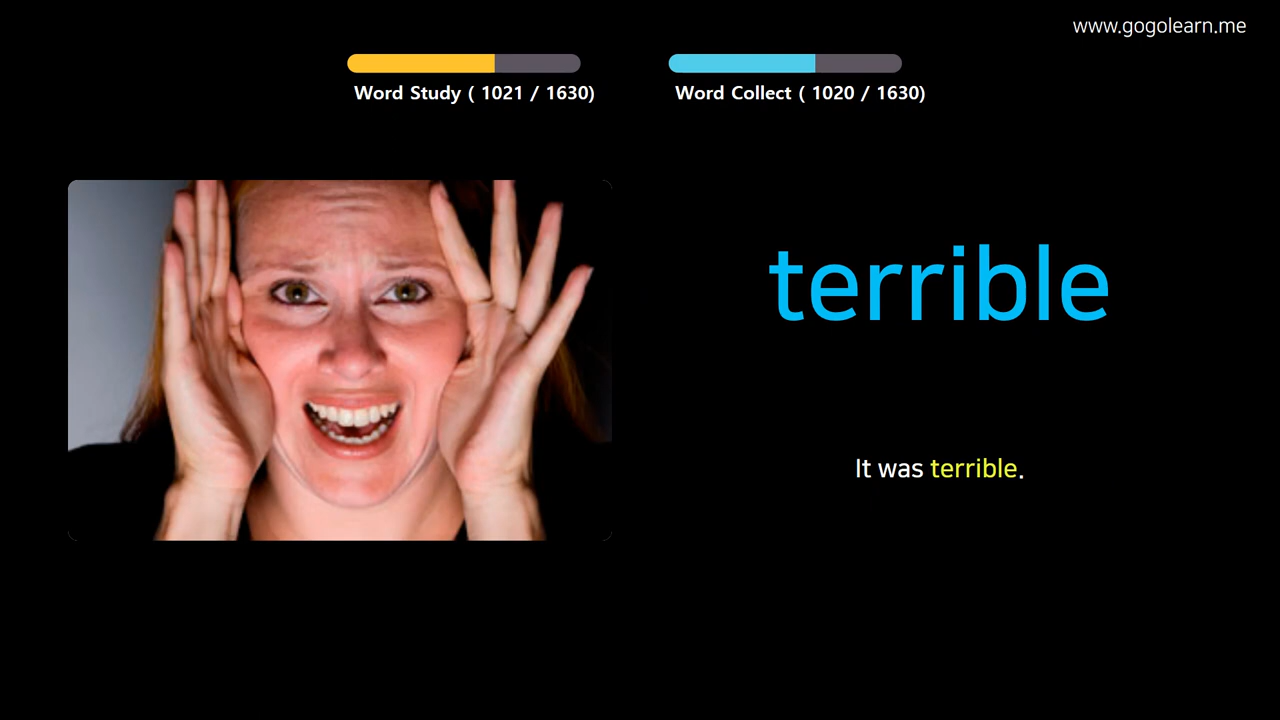 www.gogolearn.me
Word Study ( 1021 / 1630)
Word Collect ( 1020 / 1630)
terrible
It was terrible.